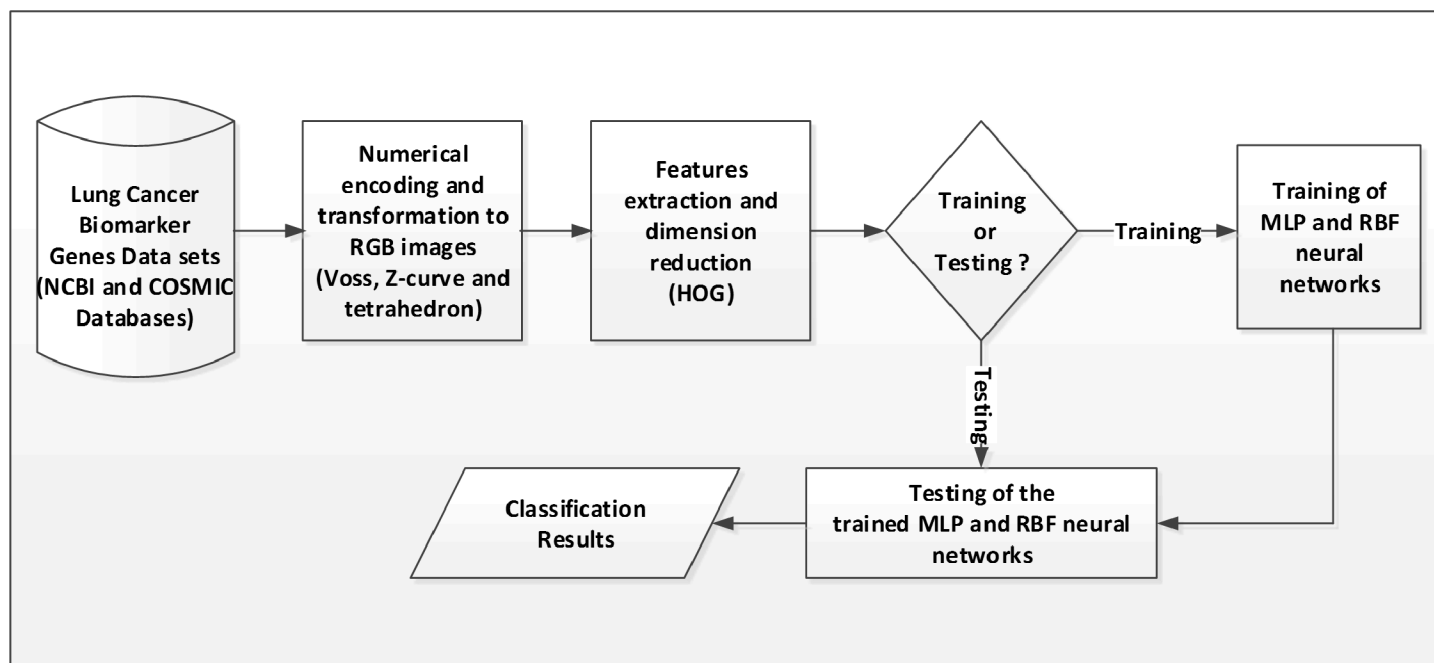 Lung Cancer
Biomarker
Genes Data sets
(NCBI and COSMIC
Databases)
Numerical
encoding and
transformation to
RGB images
(Voss, Z-curve and
tetrahedron)
Features
extraction and
dimension
reduction
(HOG)
Training
or
Testing ?
Training
Training of
MLP and RBF
neural
networks
Testing
Testing of the
trained MLP and RBF neural
networks
Classification
Results